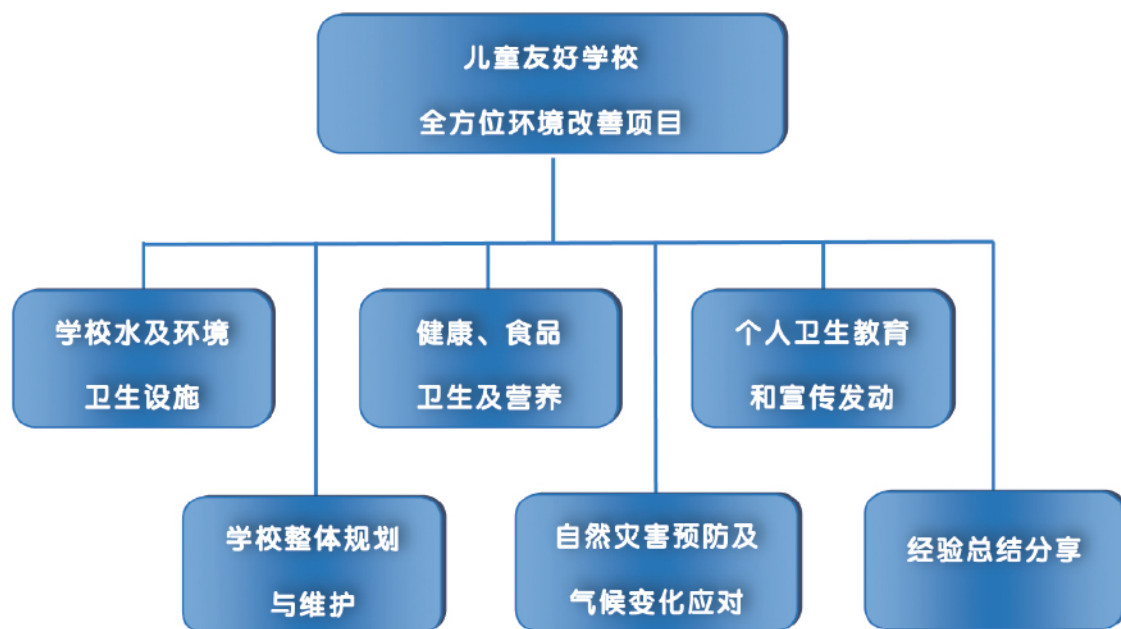 儿童友好学校
全方位环境改善项目
学校水及环境
卫生设施
健康、食品
卫生及营养
个人卫生教育
和宣传发动
学校整体规划
与维护
自然灾害预防及
气候变化应对
经验总结分享